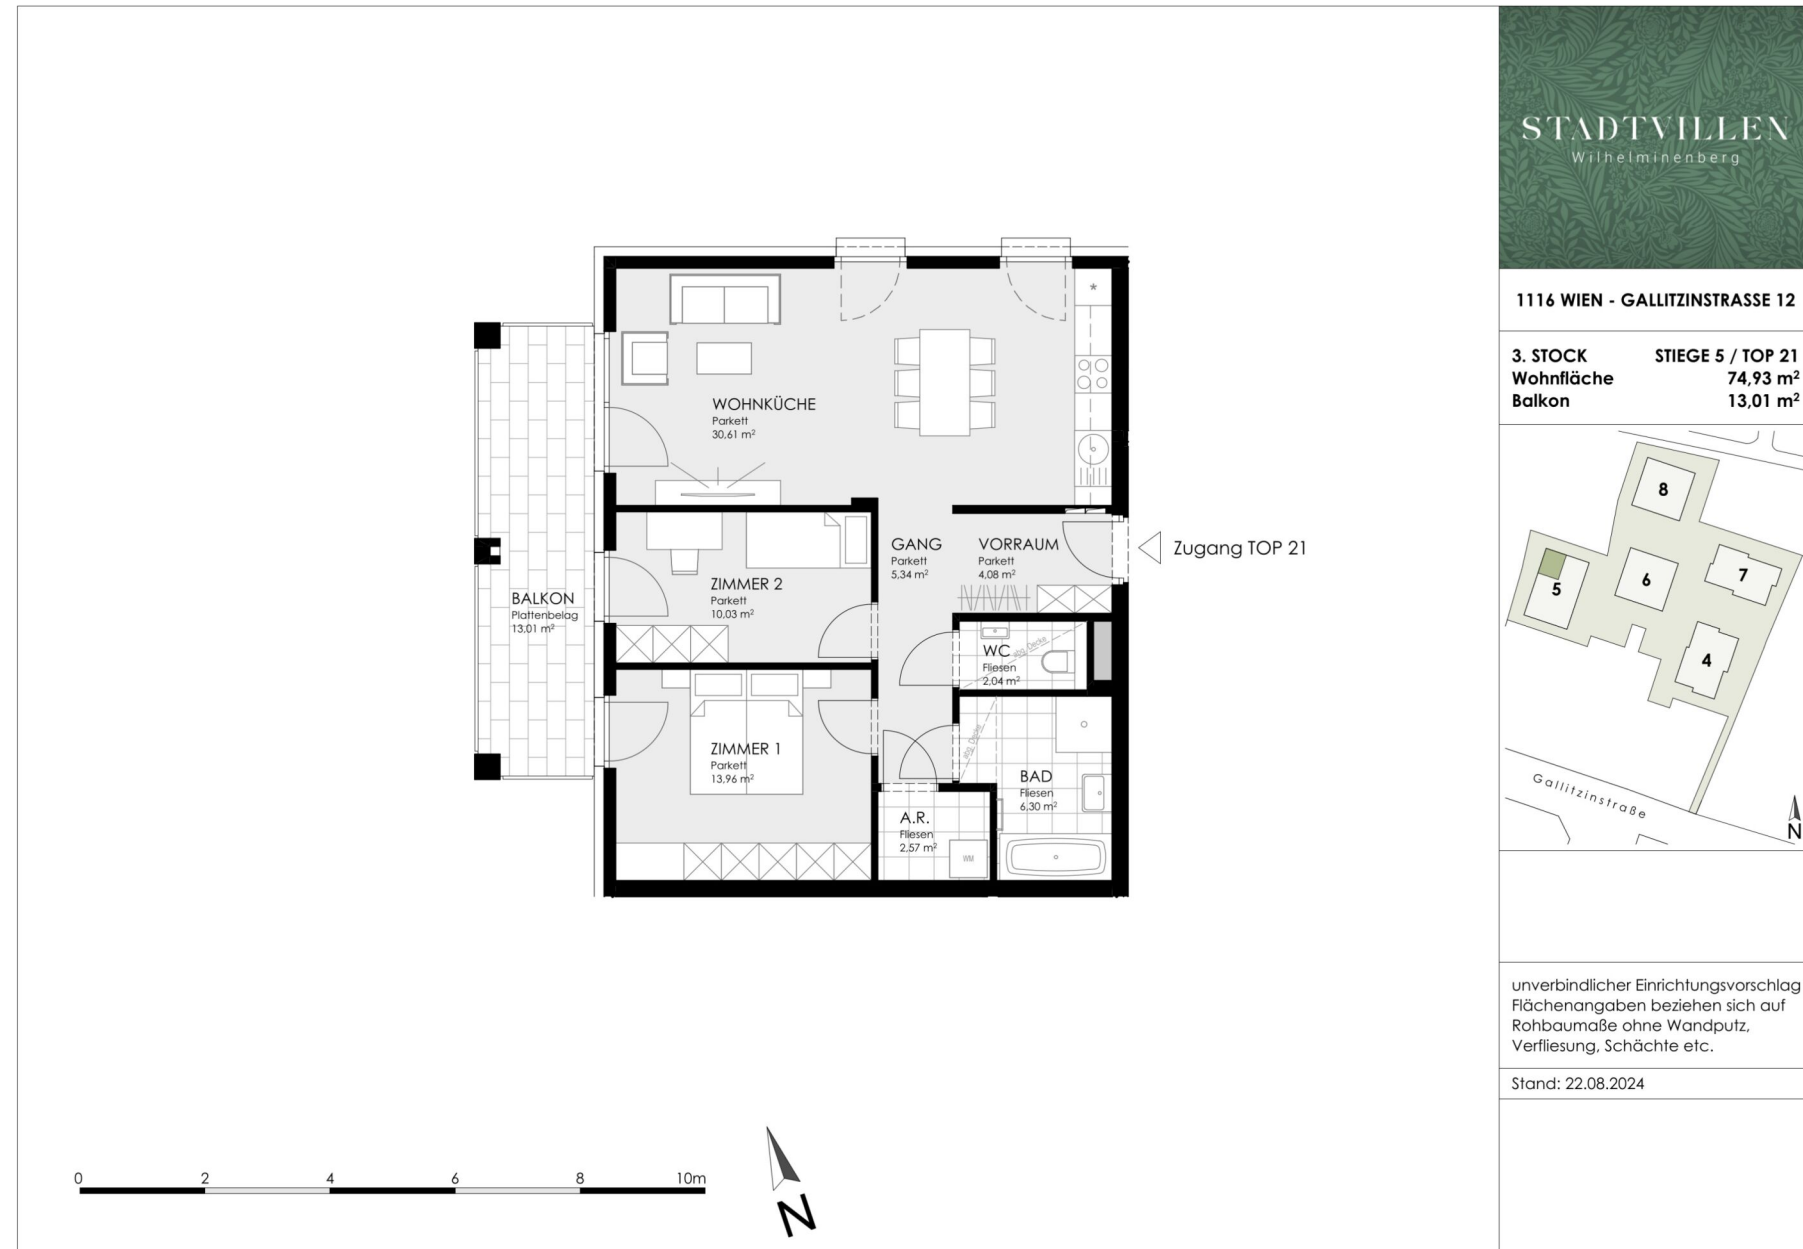 STADTVILLEN
Wilhelminenberg
1116 WIEN - GALLITZINSTRASSE 12
3. STOCK STIEGE 5 / TOP 21
Wohnfläche 74,93 m²
Balkon 13,01 m²
8
5
6
7
4
Gallitzinstraße
N
unverbindlicher Einrichtungsvorschlag
Flächenangaben beziehen sich auf
Rohbaumaße ohne Wandputz,
Verfliesung, Schächte etc.
Stand: 22.08.2024
*
WOHNKÜCHE
Parkett
30,61 m²
GANG
Parkett
5,34 m²
VORRAUM
Parkett
4,08 m²
Zugang TOP 21
ZIMMER 2
Parkett
10,03 m²
BALKON
Plattenbelag
13,01 m²
WC
Fliesen
2,04 m²
abg. Decke
ZIMMER 1
Parkett
13,96 m²
abg. Decke
BAD
Fliesen
6,30 m²
A.R.
Fliesen
2,57 m²
WM
0 2 4 6 8 10m
N